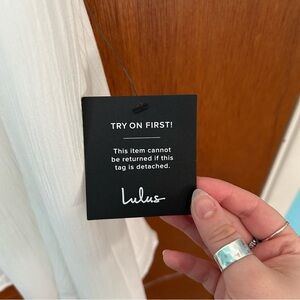 TRY ON FIRST!
This item cannot
be returned if this
tag is detached.
Lulus